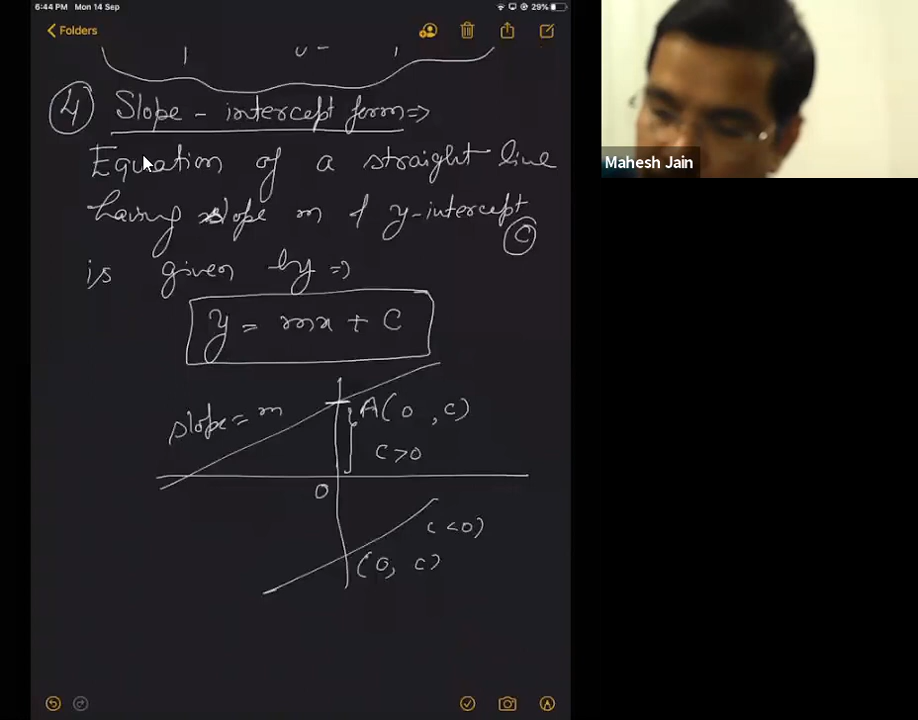 6:44 PM Mon 14 Sep
29%
Folders
4 Slope - intercept form =>
Equation of a straight line
having slope m & y-intercept
C
is given by =>
y = mx + C
slope = m
A(0, C)
C > 0
0
C < 0)
(0, C)
Mahesh Jain